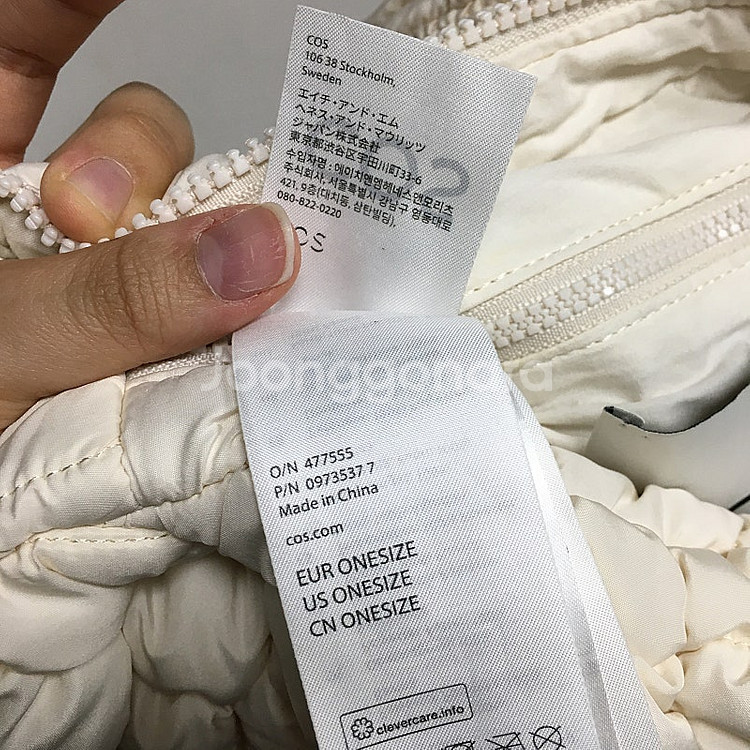 COS
106 38 Stockholm,
Sweden
エイチ・アンド・エム
ヘネス・アンド・マウリッツ
ジャパン株式会社
東京都渋谷区宇田川町33-6
수입자명 : 에이치엔엠헤네스앤모리츠
주식회사, 서울특별시 강남구 영동대로
421, 9층(대치동, 삼탄빌딩),
080-822-0220
COS
Joonggonara
O/N 477555
P/N 0973537 7
Made in China
cos.com
EUR ONESIZE
US ONESIZE
CN ONESIZE
clevercare.info